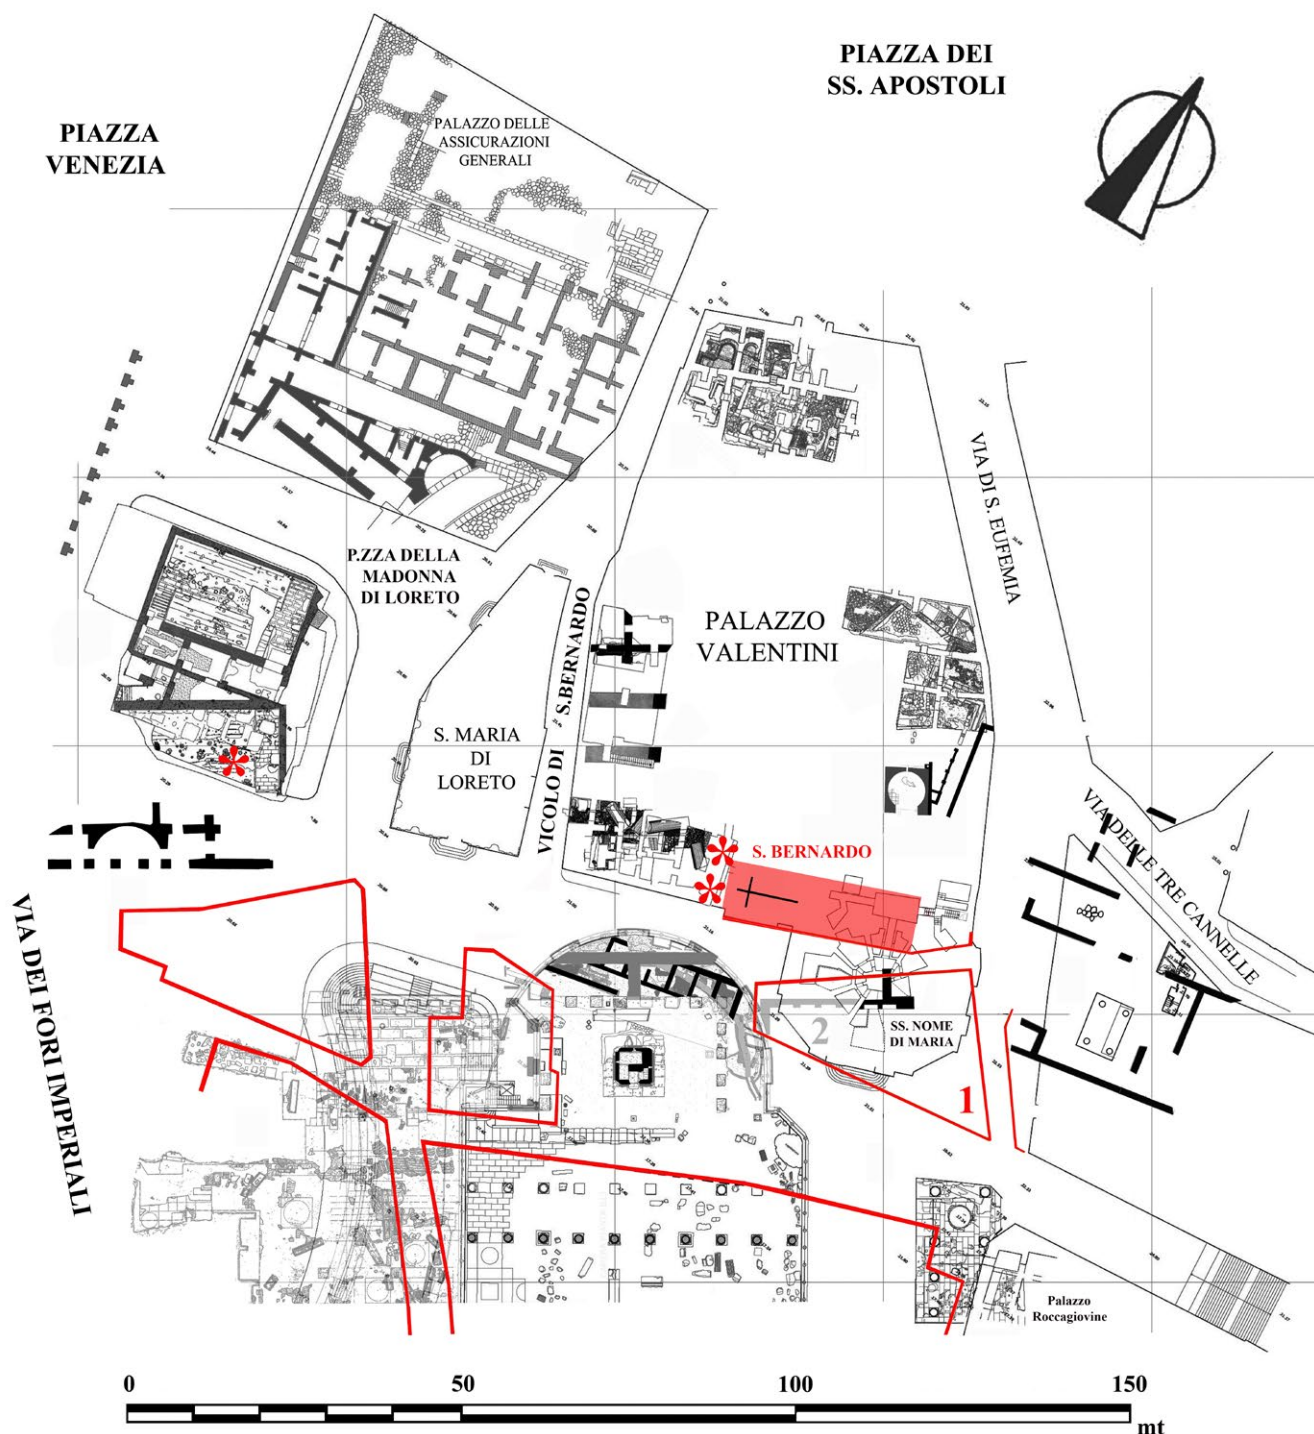 PIAZZA DEI
SS. APOSTOLI
PIAZZA
VENEZIA
PALAZZO DELLE
ASSICURAZIONI
GENERALI
VIA DI S. EUFEMIA
P.ZZA DELLA
MADONNA
DI LORETO
VICOLO DI S.BERNARDO
PALAZZO
VALENTINI
S. MARIA
DI
LORETO
S. BERNARDO
VIA DELLE TRE CANNELLE
VIA DEI FORI IMPERIALI
2
SS. NOME
DI MARIA
1
Palazzo
Roccagiovine
0 50 100 150
mt